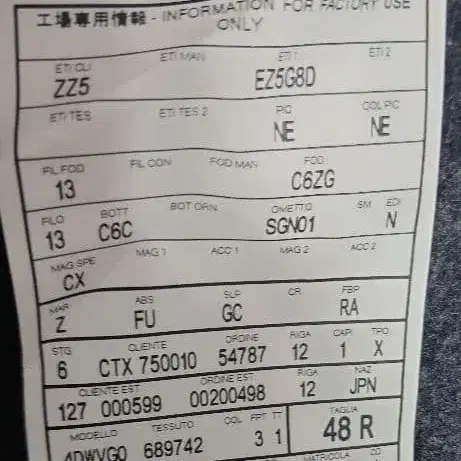 工場専用情報 - INFORMATION FOR FACTORY USE
ONLY
ETI CLI ETI MAN ETI 1 ETI 2
ZZ5 EZ5G8D
ETI TES ETI TES 2 PIC COL PIC
NE NE
FIL FOD FIL CON FOD MAN FOD
13 C6ZG
FILO BOTT BOT ORN OMETTO SM EDI
13 C6C SGN01 N
MAG SPE MAG 1 ACC 1 MAG 2 ACC 2
CX
MAR ABS SLP CR FBP
Z FU GC RA
STG CLIENTE ORDINE RIGA CAPI TPO
6 CTX 750010 54787 12 1 X
CLIENTE EST ORDINE EST RIGA NAZ
127 000599 00200498 12 JPN
MODELLO TESSUTO COL FPT TT TAGLIA
4DWVG0 689742 3 1 48 R
MATRICOLA